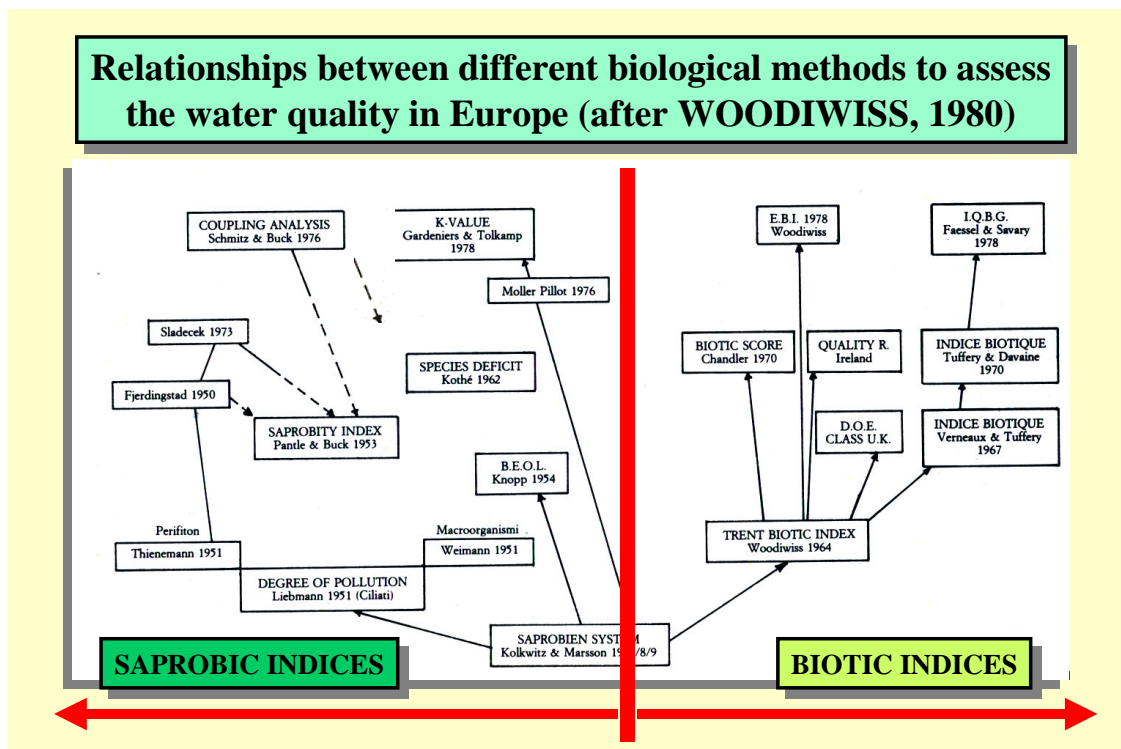 Relationships between different biological methods to assess
the water quality in Europe (after WOODIWISS, 1980)
COUPLING ANALYSIS
Schmitz & Buck 1976
K-VALUE
Gardeniers & Tolkamp
1978
Moller Pillot 1976
E.B.I. 1978
Woodiwiss
I.Q.B.G.
Faessel & Savary
1978
Sladecek 1973
SPECIES DEFICIT
Kothé 1962
BIOTIC SCORE
Chandler 1970
QUALITY R.
Ireland
INDICE BIOTIQUE
Tuffery & Davaine
1970
Fjerdingstad 1950
SAPROBITY INDEX
Pantle & Buck 1953
D.O.E.
CLASS U.K.
INDICE BIOTIQUE
Verneaux & Tuffery
1967
B.E.O.L.
Knopp 1954
Perifiton
Thienemann 1951
Macroorganismi
Weimann 1951
TRENT BIOTIC INDEX
Woodiwiss 1964
DEGREE OF POLLUTION
Liebmann 1951 (Ciliati)
SAPROBIEN
Kolkwitz & Marsson /8/9
SAPROBIC INDICES
BIOTIC INDICES